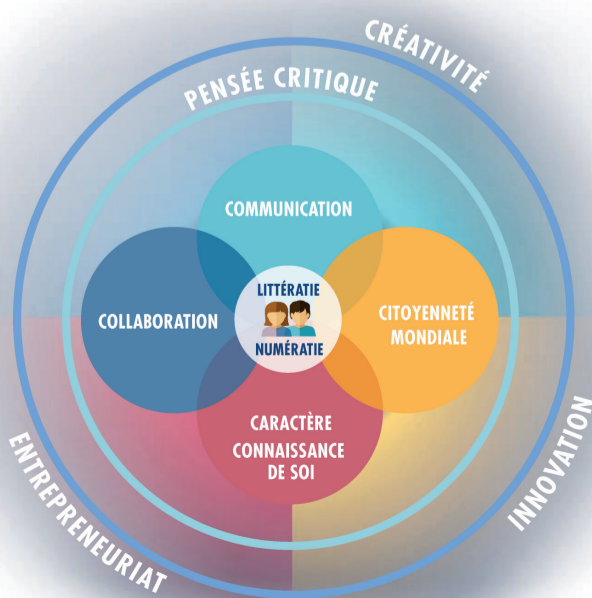 CRÉATIVITÉ
PENSÉE CRITIQUE
COMMUNICATION
COLLABORATION
LITTÉRATIE
NUMÉRATIE
CITOYENNETÉ
MONDIALE
CARACTÈRE
CONNAISSANCE
DE SOI
ENTREPRENEURIAT
INNOVATION